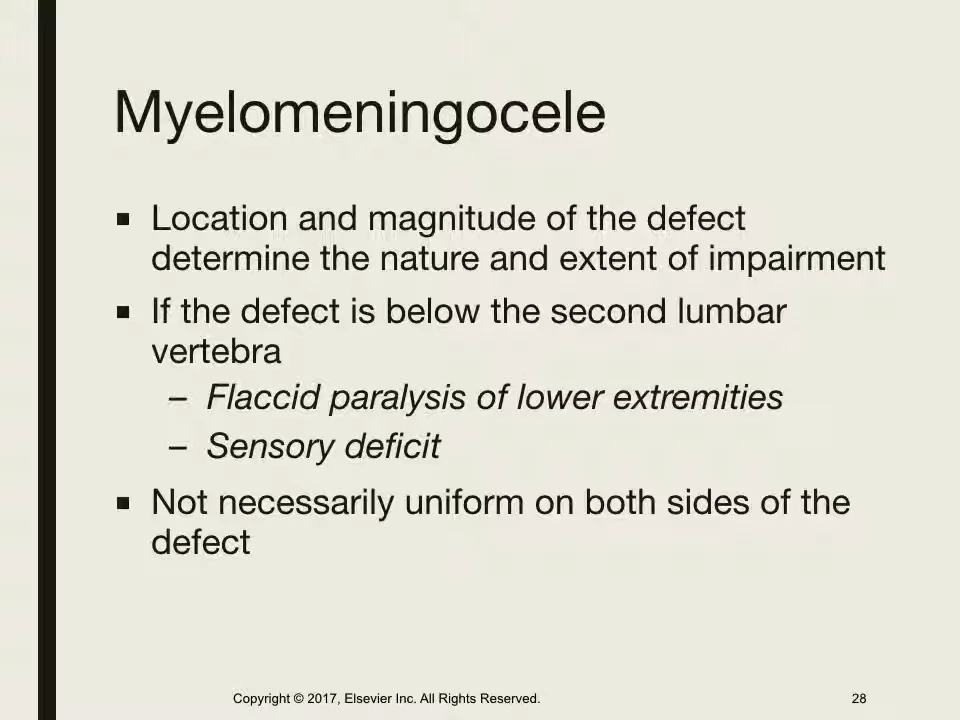 Myelomeningocele
▪ Location and magnitude of the defect
determine the nature and extent of impairment
▪ If the defect is below the second lumbar
vertebra
– Flaccid paralysis of lower extremities
– Sensory deficit
▪ Not necessarily uniform on both sides of the
defect
Copyright © 2017, Elsevier Inc. All Rights Reserved.
28